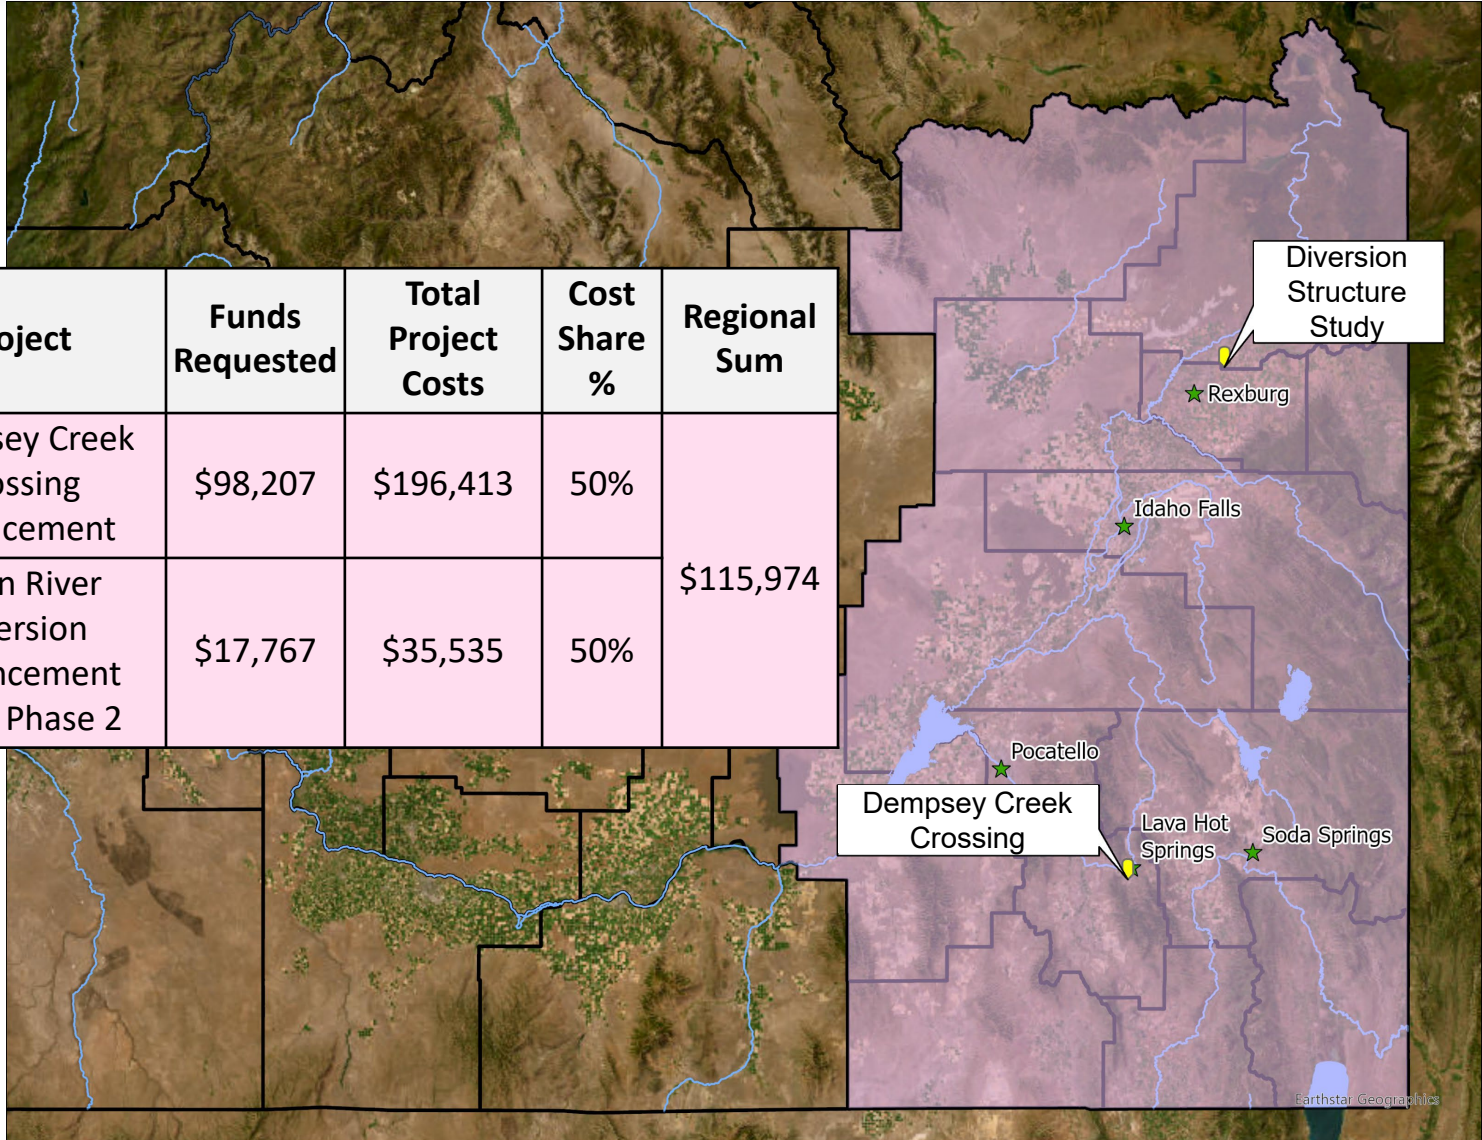 oject
Funds
Requested
Total
Project
Costs
Cost
Share
%
Regional
Sum
sey Creek
ossing
cement
$98,207
$196,413
50%
$115,974
n River
ersion
ncement
Phase 2
$17,767
$35,535
50%
Diversion
Structure
Study
Rexburg
Idaho Falls
Pocatello
Dempsey Creek
Crossing
Lava Hot
Springs
Soda Springs
Earthstar Geographics